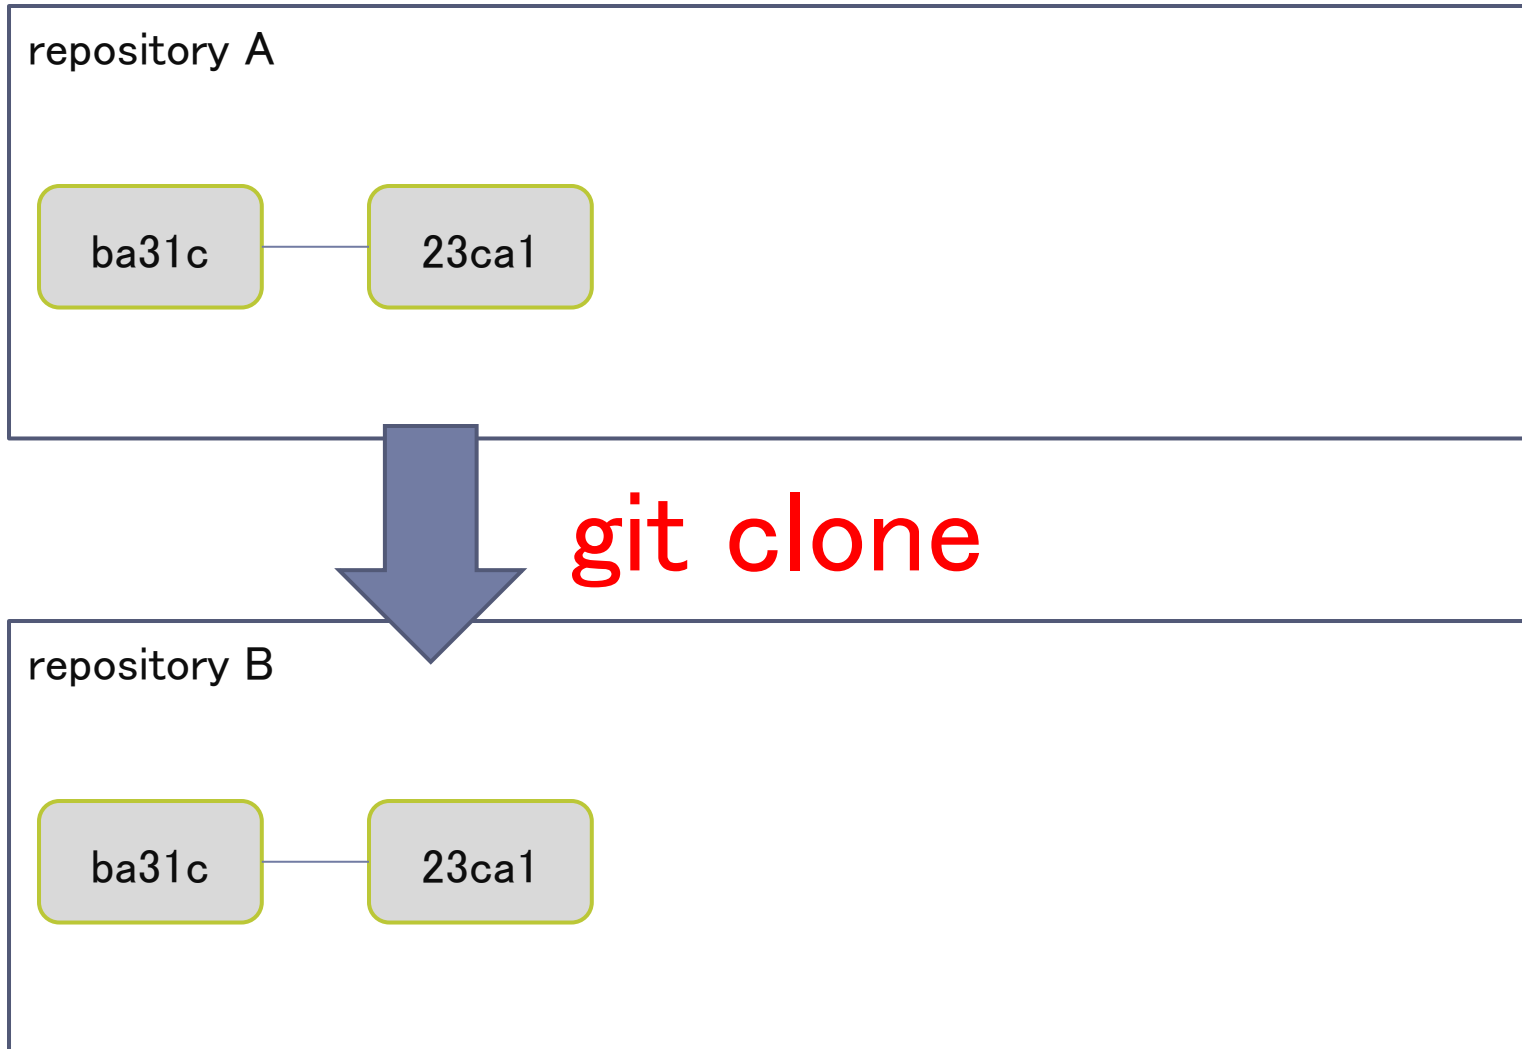 repository A
ba31c
23ca1
git clone
repository B
ba31c
23ca1